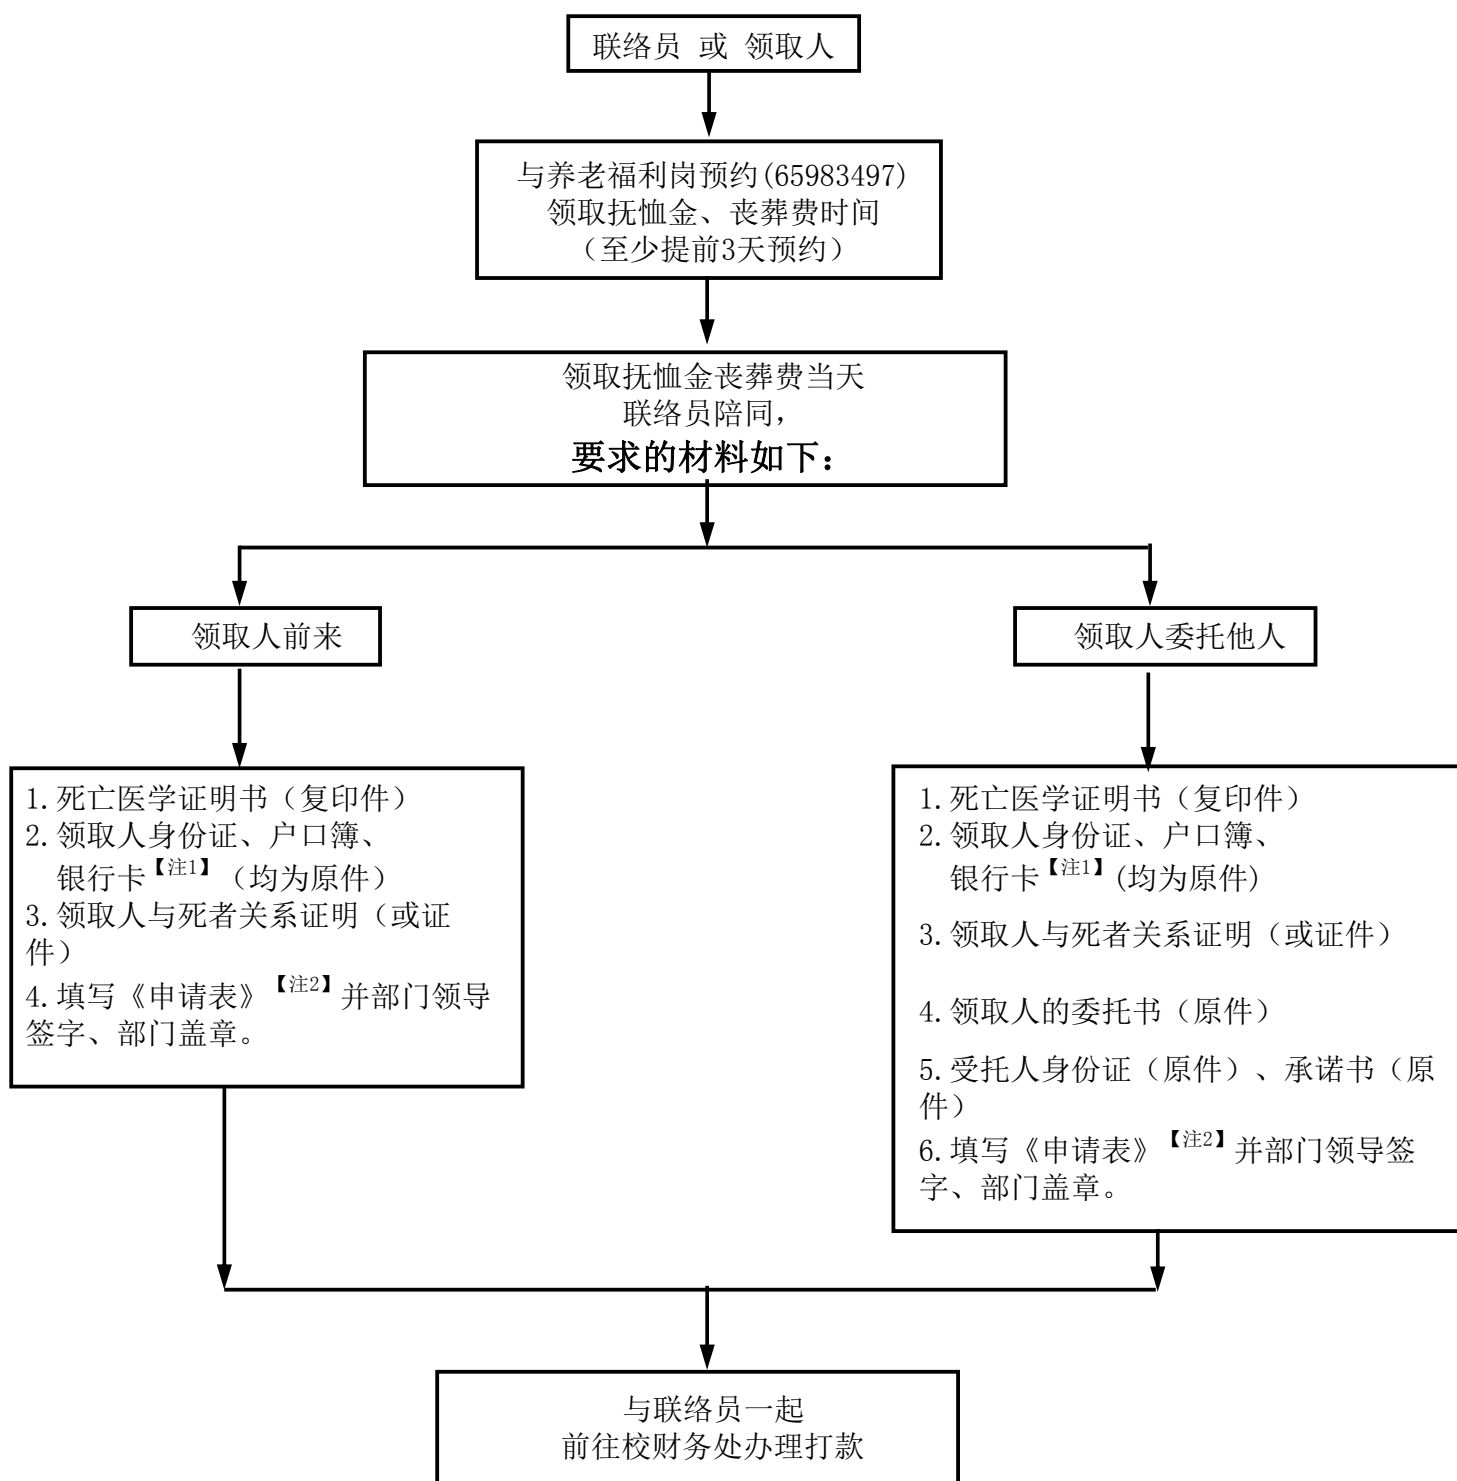 联络员 或 领取人
与养老福利岗预约(65983497)
领取抚恤金、丧葬费时间
（至少提前3天预约）
领取抚恤金丧葬费当天
联络员陪同，
要求的材料如下：
领取人前来
领取人委托他人
1.死亡医学证明书（复印件）
2.领取人身份证、户口簿、
银行卡【注1】（均为原件）
3.领取人与死者关系证明（或证
件）
4.填写《申请表》【注2】并部门领导
签字、部门盖章。
1.死亡医学证明书（复印件）
2.领取人身份证、户口簿、
银行卡【注1】(均为原件)
3.领取人与死者关系证明（或证件）
4.领取人的委托书（原件）
5.受托人身份证（原件）、承诺书（原
件）
6.填写《申请表》【注2】并部门领导签
字、部门盖章。
与联络员一起
前往校财务处办理打款